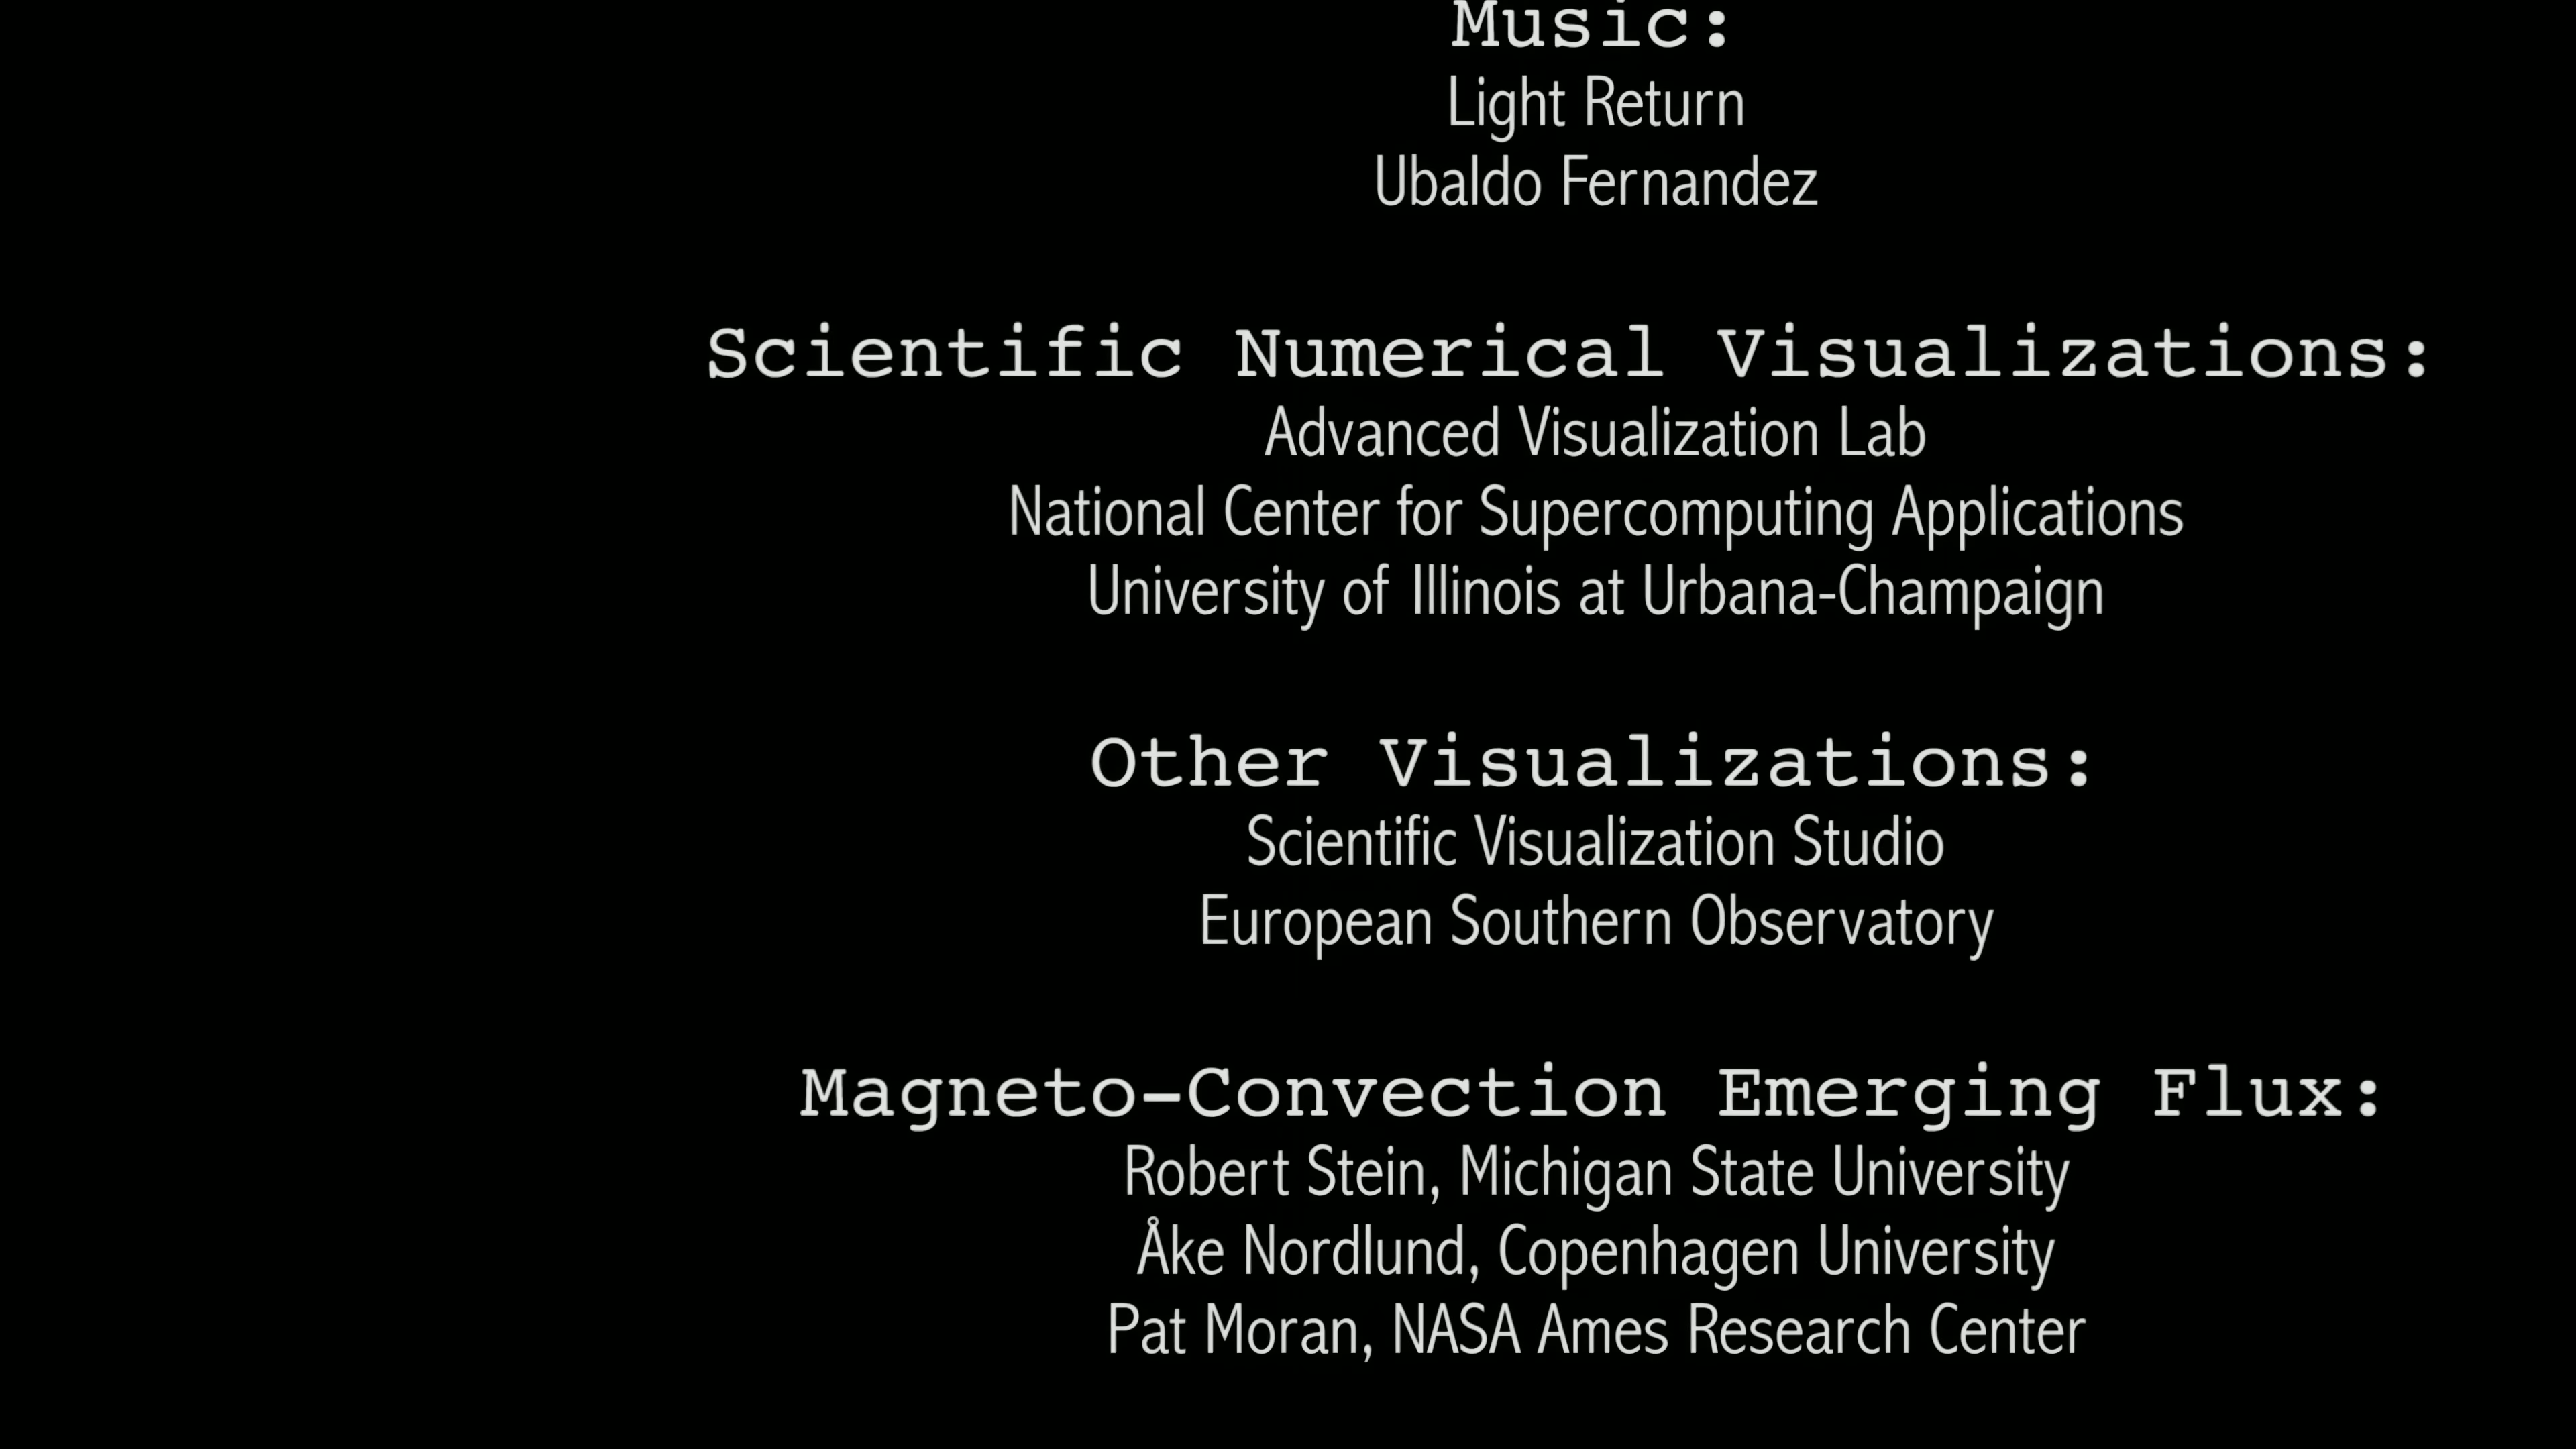 Music:
Light Return
Ubaldo Fernandez
Scientific Numerical Visualizations:
Advanced Visualization Lab
National Center for Supercomputing Applications
University of Illinois at Urbana-Champaign
Other Visualizations:
Scientific Visualization Studio
European Southern Observatory
Magneto-Convection Emerging Flux:
Robert Stein, Michigan State University
Åke Nordlund, Copenhagen University
Pat Moran, NASA Ames Research Center